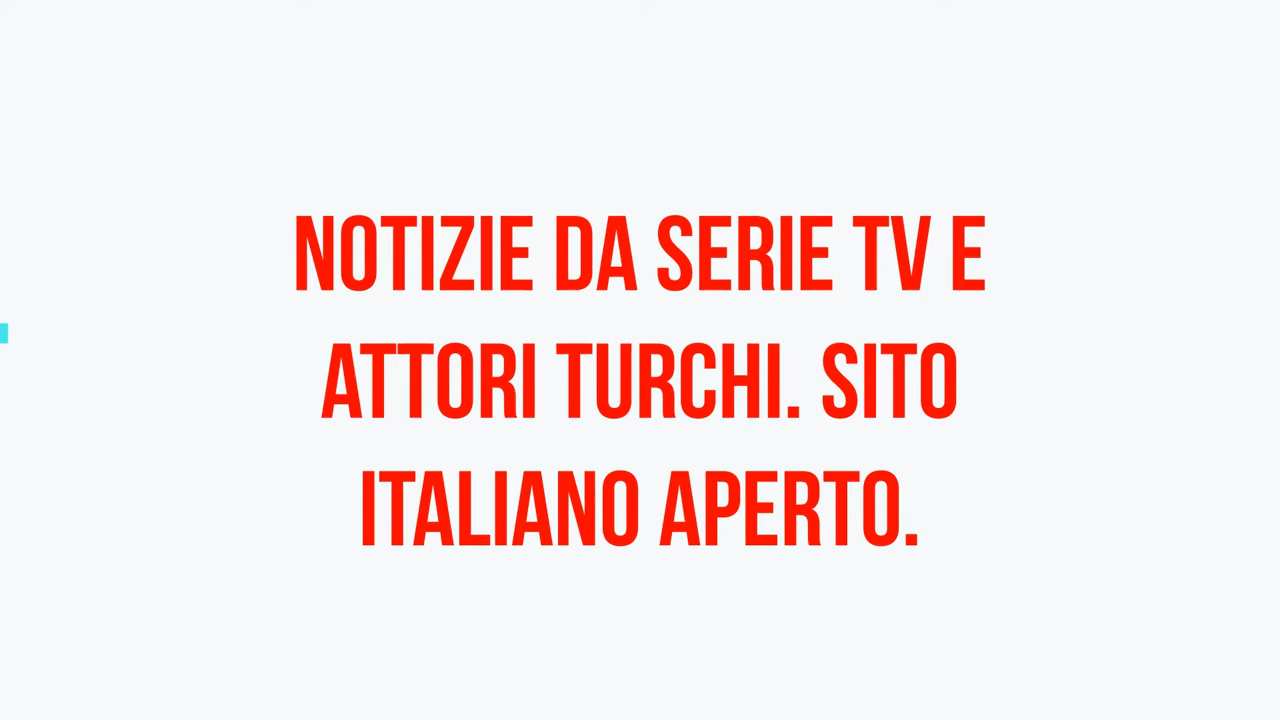 NOTIZIE DA SERIE TV E
ATTORI TURCHI. SITO
ITALIANO APERTO.